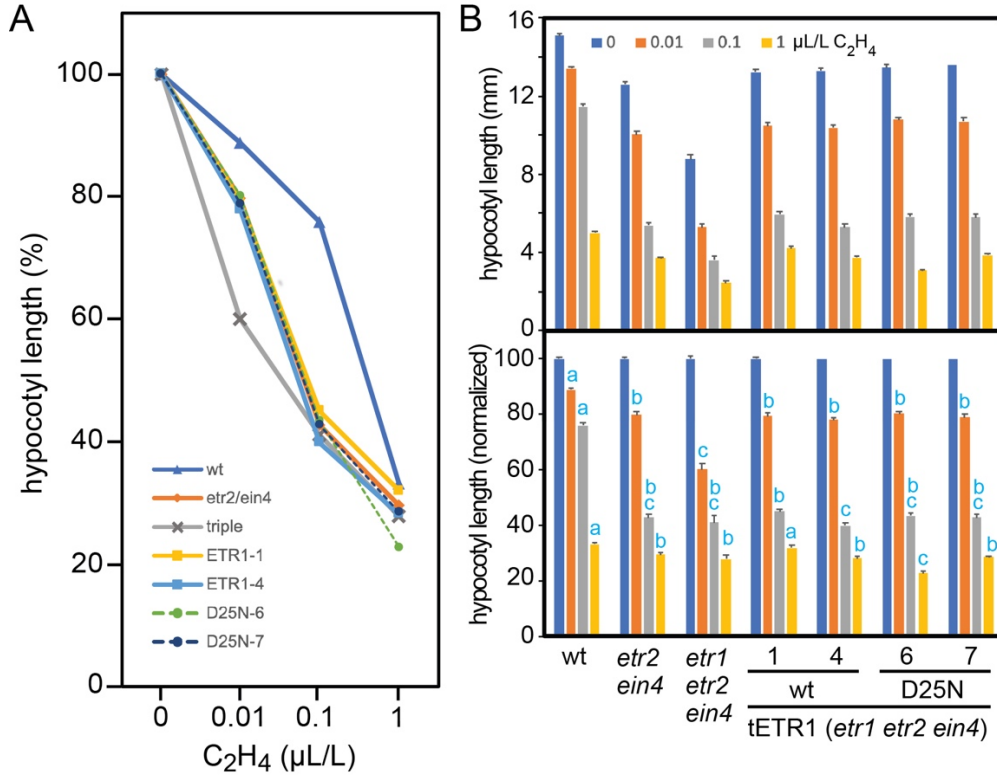 A
hypocotyl length (%)
100
80
60
40
20
0
wt
etr2/ein4
triple
ETR1-1
ETR1-4
D25N-6
D25N-7
0 0.01 0.1 1
C₂H₄ (µL/L)
B
hypocotyl length (mm)
16
12
8
4
0
0 0.01 0.1 1 µL/L C₂H₄
hypocotyl length (normalized)
100
80
60
40
20
0
a a a
b b c b
c b c b
b b a
b c b
b b c c
b b c b
wt
etr2 ein4
etr1 etr2 ein4
1 4 6 7
wt D25N
tETR1 (etr1 etr2 ein4)